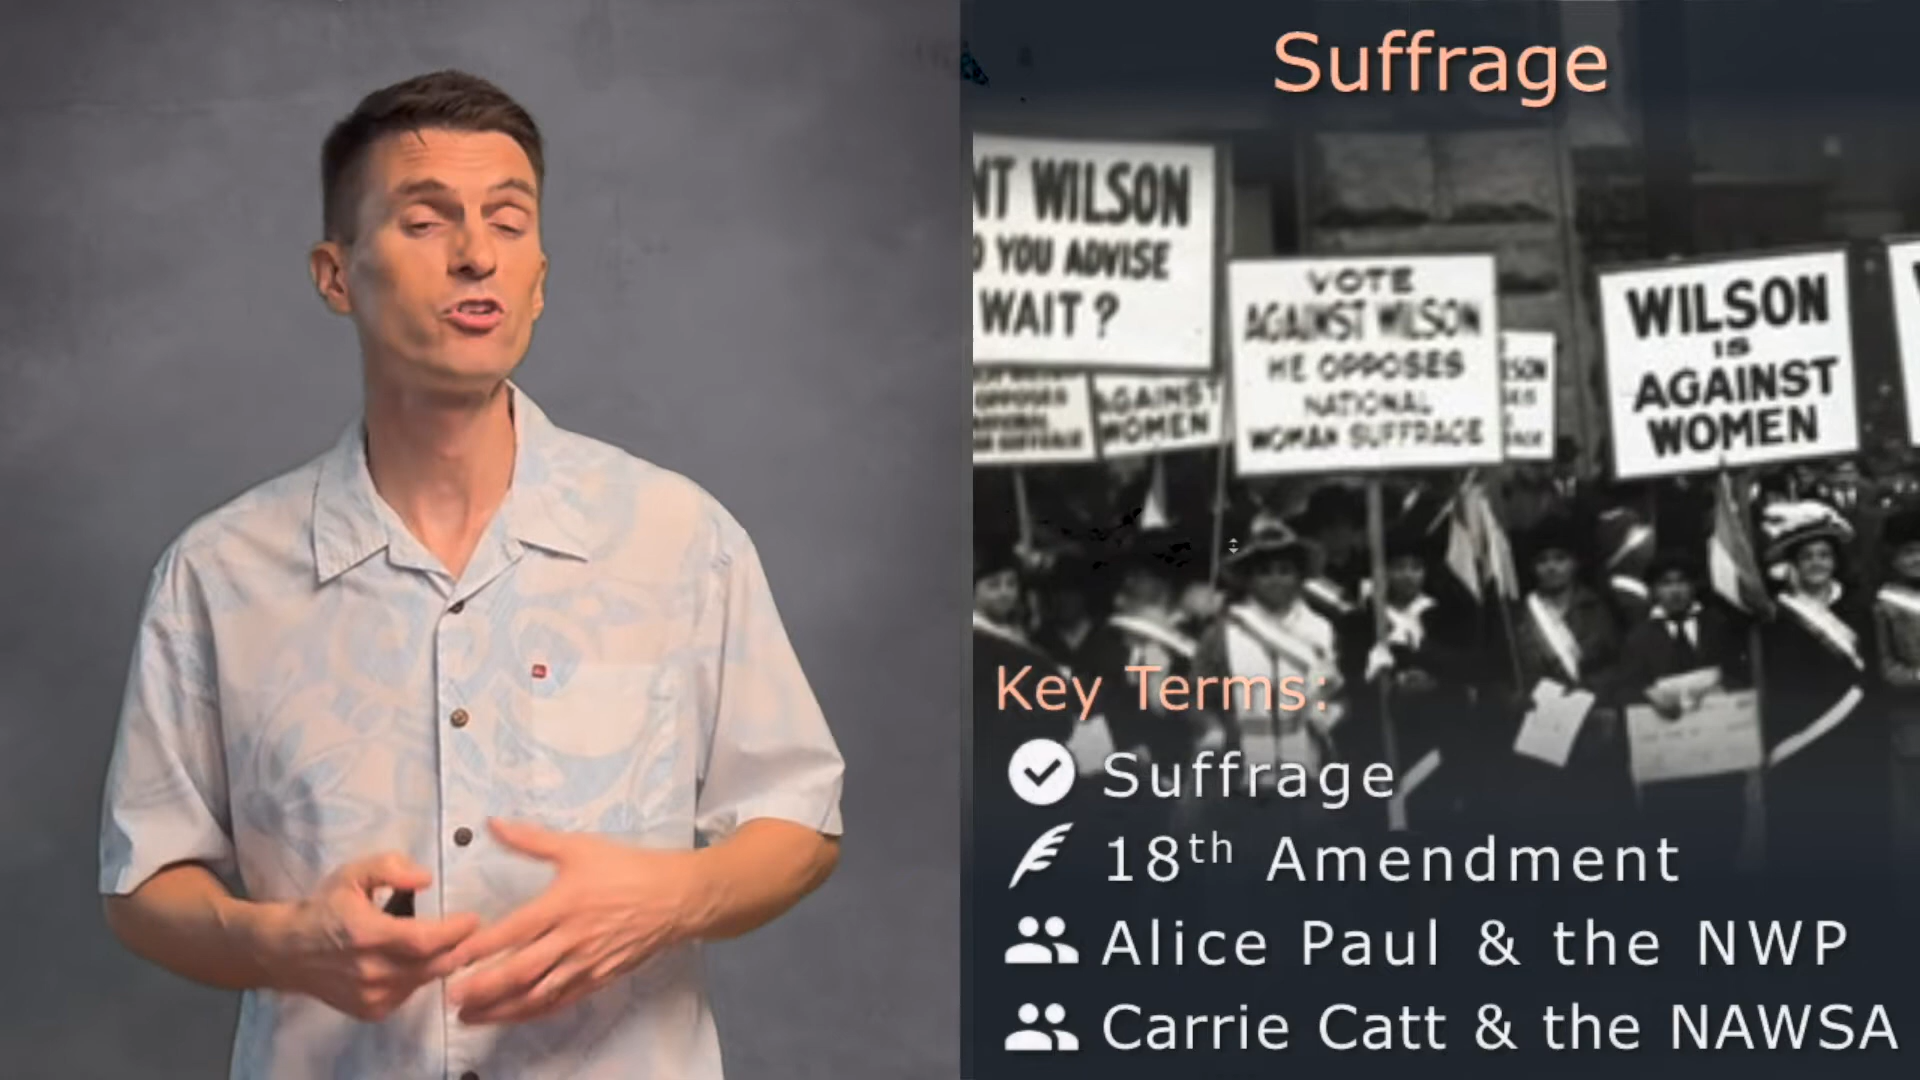 Suffrage
NT WILSON
YOU ADVISE
WAIT ?
VOTE
AGAINST WILSON
HE OPPOSES
NATIONAL
WOMAN SUFFRAGE
WILSON
IS
AGAINST
WOMEN
AGAINST
WOMEN
Key Terms:
Suffrage
18th Amendment
Alice Paul & the NWP
Carrie Catt & the NAWSA